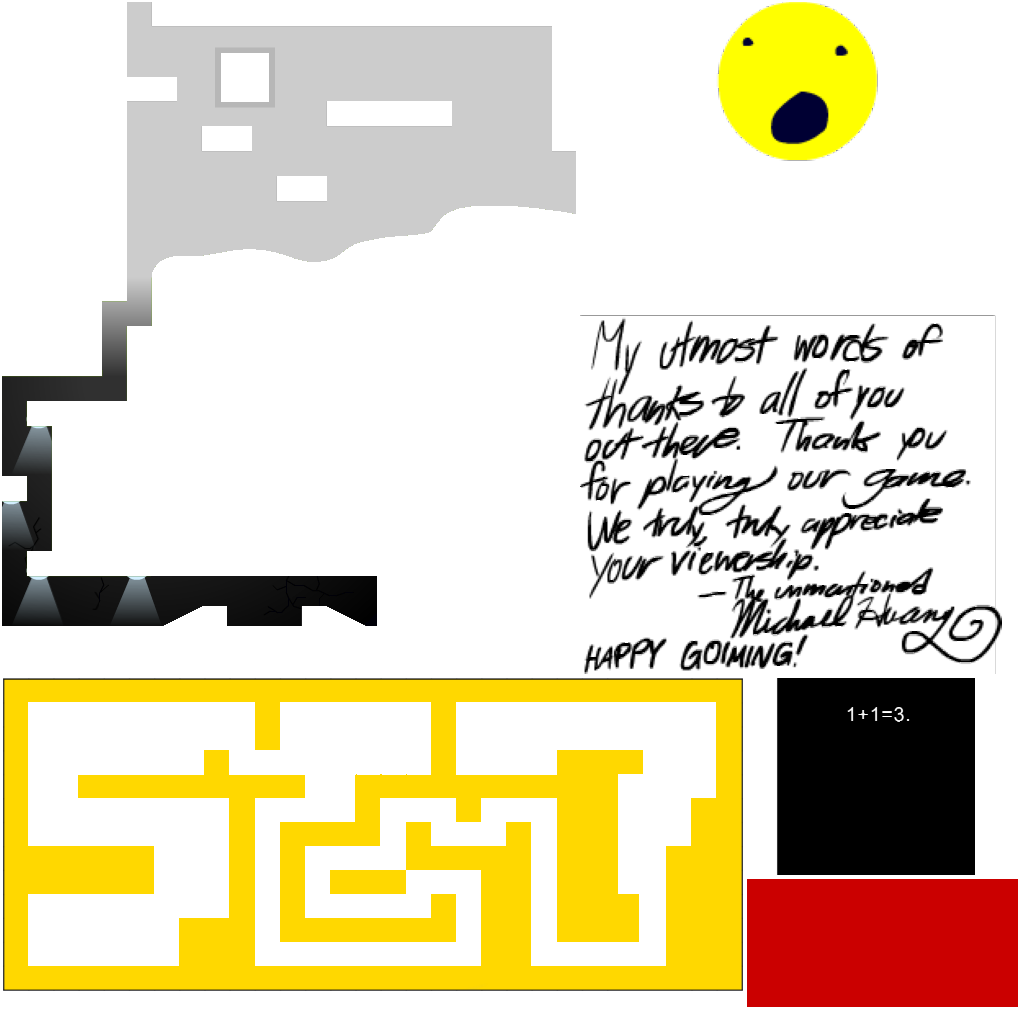 My utmost words of
thanks to all of you
out there. Thanks you
for playing our game.
We truly, truly appreciate
your viewership.
— The unmentioned
Michael Huang
HAPPY GOIMING!
1+1=3.